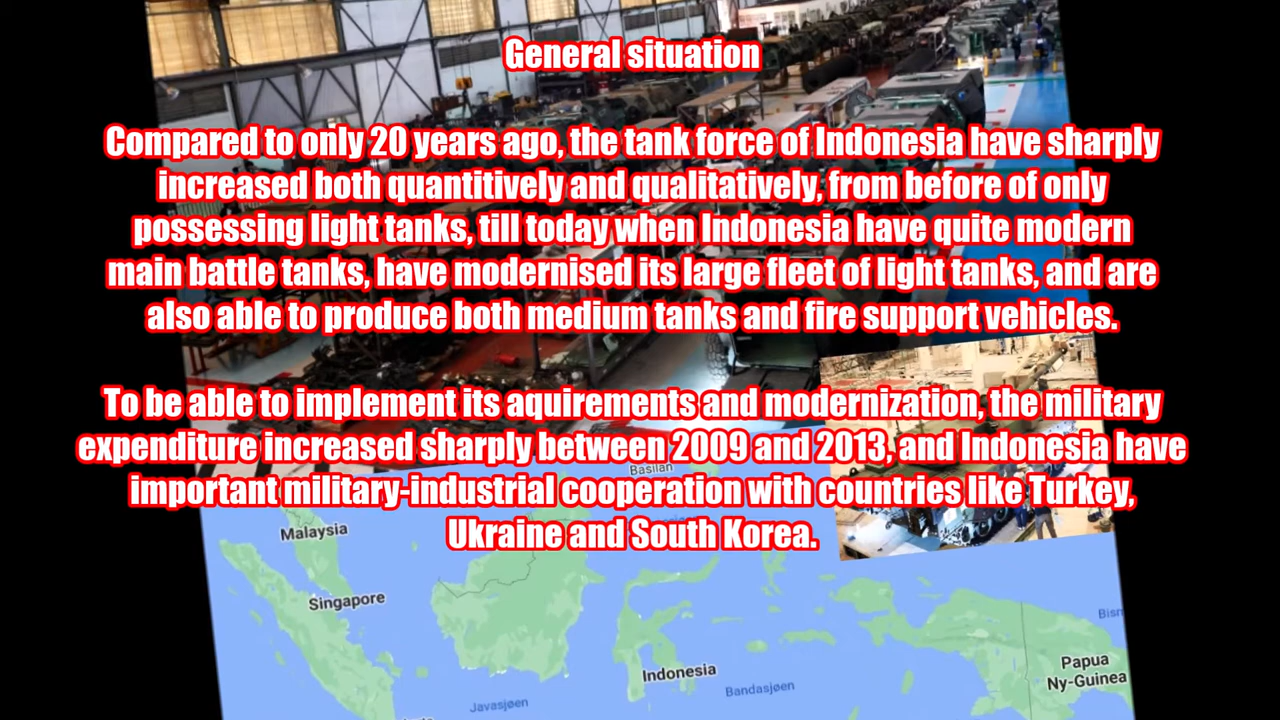 General situation
Compared to only 20 years ago, the tank force of Indonesia have sharply
increased both quantitively and qualitatively, from before of only
possessing light tanks, till today when Indonesia have quite modern
main battle tanks, have modernised its large fleet of light tanks, and are
also able to produce both medium tanks and fire support vehicles.
To be able to implement its aquirements and modernization, the military
expenditure increased sharply between 2009 and 2013, and Indonesia have
important military-industrial cooperation with countries like Turkey,
Ukraine and South Korea.
Basilan
Malaysia
Singapore
Indonesia
Javasjøen
Bandasjøen
Papua
Ny-Guinea